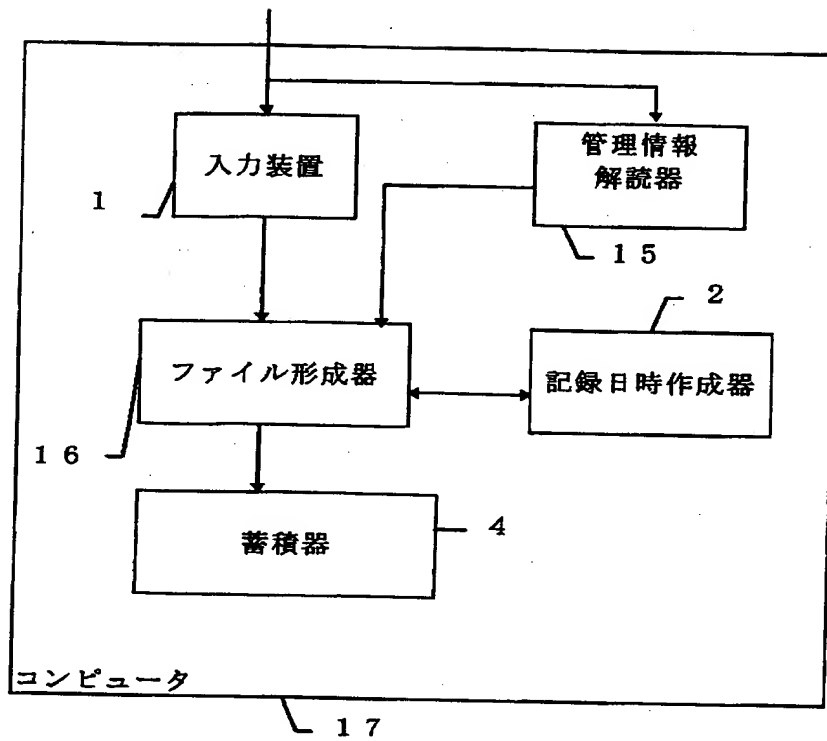 入力装置
管理情報
解読器
1
15
2
ファイル形成器
記録日時作成器
16
蓄積器
4
コンピュータ
17